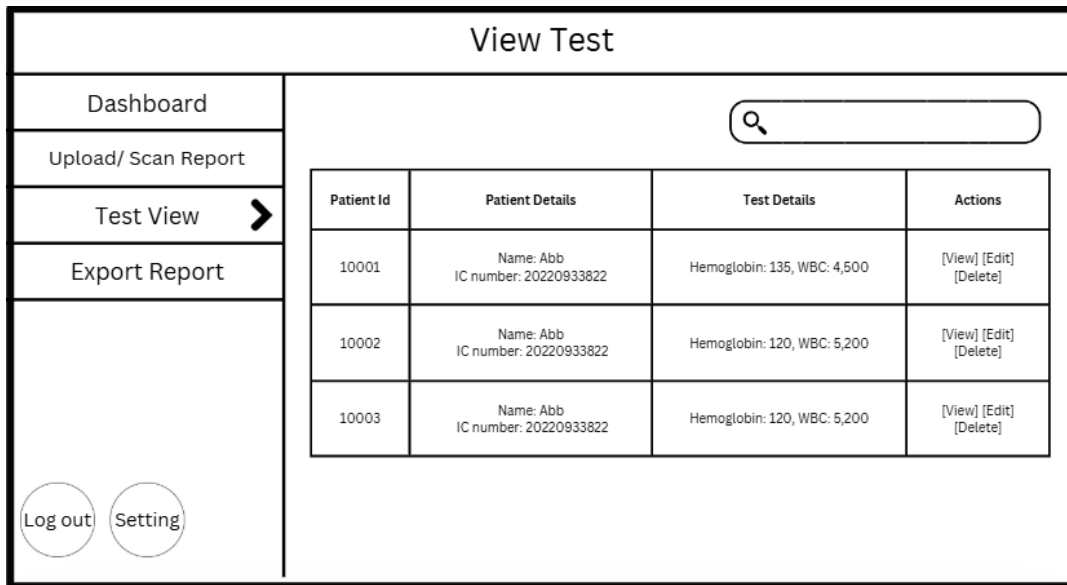 View Test
Dashboard
Upload/ Scan Report
Test View
Export Report
Log out
Setting
Patient Id
Patient Details
Test Details
Actions
10001
Name: Abb
IC number: 20220933822
Hemoglobin: 135, WBC: 4,500
[View] [Edit]
[Delete]
10002
Name: Abb
IC number: 20220933822
Hemoglobin: 120, WBC: 5,200
[View] [Edit]
[Delete]
10003
Name: Abb
IC number: 20220933822
Hemoglobin: 120, WBC: 5,200
[View] [Edit]
[Delete]